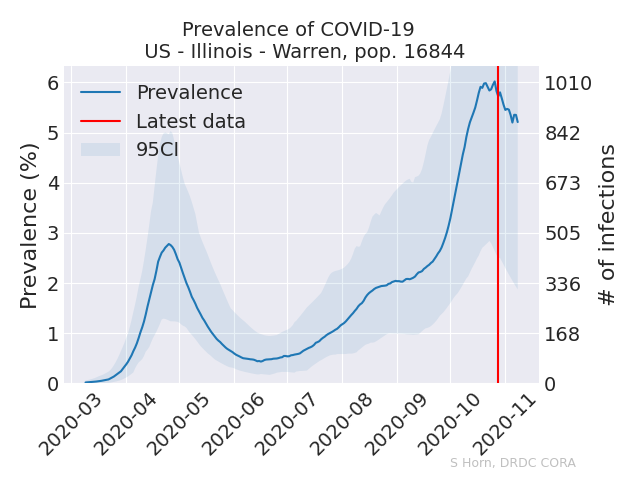 Prevalence of COVID-19
US - Illinois - Warren, pop. 16844
Prevalence
Latest data
95CI
Prevalence (%)
6
5
4
3
2
1
0
1010
842
673
505
336
168
0
# of infections
2020-03
2020-04
2020-05
2020-06
2020-07
2020-08
2020-09
2020-10
2020-11
S Horn, DRDC CORA